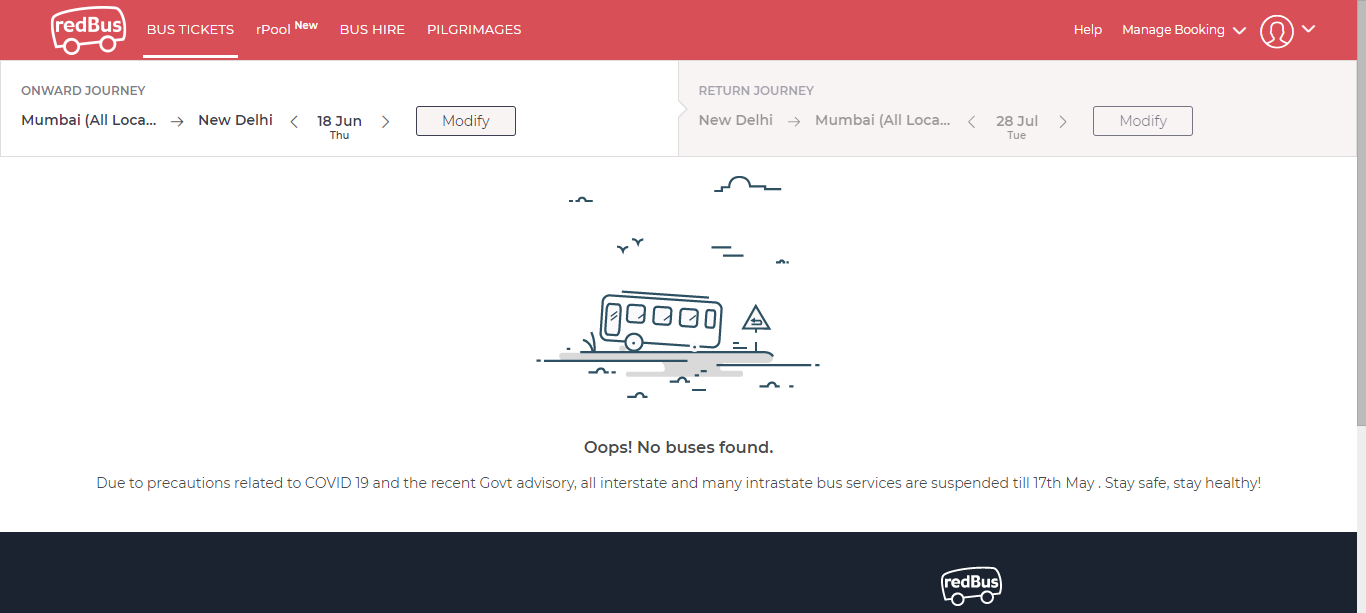 redBus BUS TICKETS rPool New BUS HIRE PILGRIMAGES Help Manage Booking
ONWARD JOURNEY
Mumbai (All Loca... → New Delhi < 18 Jun > Modify
Thu
RETURN JOURNEY
New Delhi → Mumbai (All Loca... < 28 Jul > Modify
Tue
Oops! No buses found.
Due to precautions related to COVID 19 and the recent Govt advisory, all interstate and many intrastate bus services are suspended till 17th May . Stay safe, stay healthy!
redBus